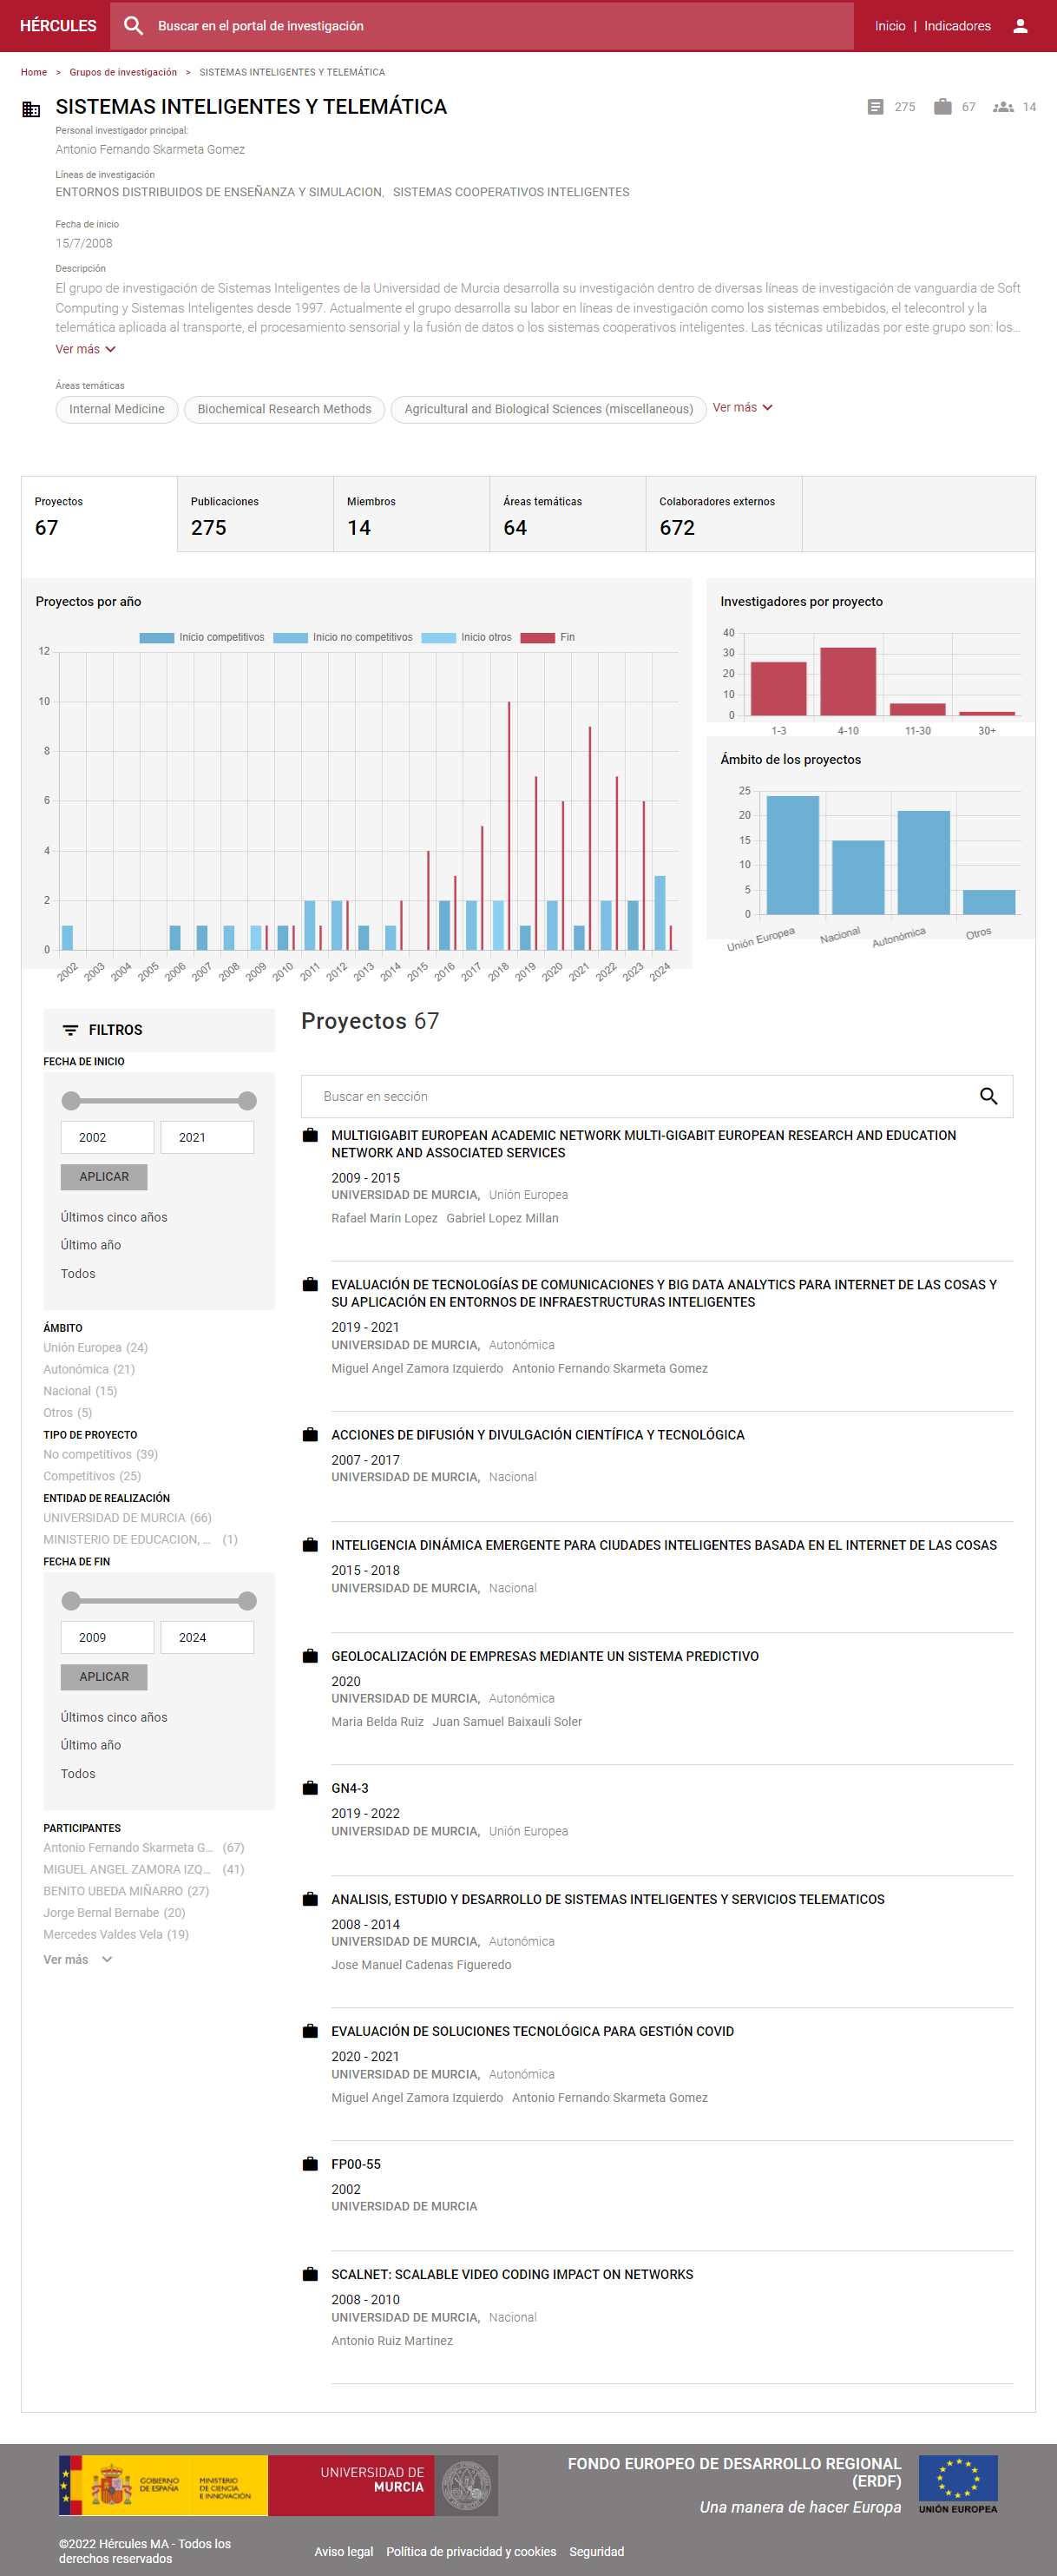 HÉRCULES
Buscar en el portal de investigación
Inicio | Indicadores
Home > Grupos de investigación > SISTEMAS INTELIGENTES Y TELEMÁTICA
SISTEMAS INTELIGENTES Y TELEMÁTICA
275 67 14
Personal investigador principal:
Antonio Fernando Skarmeta Gomez
Líneas de investigación
ENTORNOS DISTRIBUIDOS DE ENSEÑANZA Y SIMULACION, SISTEMAS COOPERATIVOS INTELIGENTES
Fecha de inicio
15/7/2008
Descripción
El grupo de investigación de Sistemas Inteligentes de la Universidad de Murcia desarrolla su investigación dentro de diversas líneas de investigación de vanguardia de Soft
Computing y Sistemas Inteligentes desde 1997. Actualmente el grupo desarrolla su labor en líneas de investigación como los sistemas embebidos, el telecontrol y la
telemática aplicada al transporte, el procesamiento sensorial y la fusión de datos o los sistemas cooperativos inteligentes. Las técnicas utilizadas por este grupo son: los...
Ver más
Áreas temáticas
Internal Medicine Biochemical Research Methods Agricultural and Biological Sciences (miscellaneous) Ver más
Proyectos Publicaciones Miembros Áreas temáticas Colaboradores externos
67 275 14 64 672
Proyectos por año
Inicio competitivos Inicio no competitivos Inicio otros Fin
12
10
8
6
4
2
0
2002 2003 2004 2005 2006 2007 2008 2009 2010 2011 2012 2013 2014 2015 2016 2017 2018 2019 2020 2021 2022 2023 2024
Investigadores por proyecto
40
30
20
10
0
1-3 4-10 11-30 30+
Ámbito de los proyectos
25
20
15
10
5
0
Unión Europea Nacional Autonómica Otros
FILTROS
FECHA DE INICIO
2002 2021
APLICAR
Últimos cinco años
Último año
Todos
ÁMBITO
Unión Europea (24)
Autonómica (21)
Nacional (15)
Otros (5)
TIPO DE PROYECTO
No competitivos (39)
Competitivos (25)
ENTIDAD DE REALIZACIÓN
UNIVERSIDAD DE MURCIA (66)
MINISTERIO DE EDUCACION, ... (1)
FECHA DE FIN
2009 2024
APLICAR
Últimos cinco años
Último año
Todos
PARTICIPANTES
Antonio Fernando Skarmeta G... (67)
MIGUEL ANGEL ZAMORA IZQ... (41)
BENITO UBEDA MIÑARRO (27)
Jorge Bernal Bernabe (20)
Mercedes Valdes Vela (19)
Ver más
Proyectos 67
Buscar en sección
MULTIGIGABIT EUROPEAN ACADEMIC NETWORK MULTI-GIGABIT EUROPEAN RESEARCH AND EDUCATION
NETWORK AND ASSOCIATED SERVICES
2009 - 2015
UNIVERSIDAD DE MURCIA, Unión Europea
Rafael Marin Lopez Gabriel Lopez Millan
EVALUACIÓN DE TECNOLOGÍAS DE COMUNICACIONES Y BIG DATA ANALYTICS PARA INTERNET DE LAS COSAS Y
SU APLICACIÓN EN ENTORNOS DE INFRAESTRUCTURAS INTELIGENTES
2019 - 2021
UNIVERSIDAD DE MURCIA, Autonómica
Miguel Angel Zamora Izquierdo Antonio Fernando Skarmeta Gomez
ACCIONES DE DIFUSIÓN Y DIVULGACIÓN CIENTÍFICA Y TECNOLÓGICA
2007 - 2017
UNIVERSIDAD DE MURCIA, Nacional
INTELIGENCIA DINÁMICA EMERGENTE PARA CIUDADES INTELIGENTES BASADA EN EL INTERNET DE LAS COSAS
2015 - 2018
UNIVERSIDAD DE MURCIA, Nacional
GEOLOCALIZACIÓN DE EMPRESAS MEDIANTE UN SISTEMA PREDICTIVO
2020
UNIVERSIDAD DE MURCIA, Autonómica
Maria Belda Ruiz Juan Samuel Baixauli Soler
GN4-3
2019 - 2022
UNIVERSIDAD DE MURCIA, Unión Europea
ANALISIS, ESTUDIO Y DESARROLLO DE SISTEMAS INTELIGENTES Y SERVICIOS TELEMATICOS
2008 - 2014
UNIVERSIDAD DE MURCIA, Autonómica
Jose Manuel Cadenas Figueredo
EVALUACIÓN DE SOLUCIONES TECNOLÓGICA PARA GESTIÓN COVID
2020 - 2021
UNIVERSIDAD DE MURCIA, Autonómica
Miguel Angel Zamora Izquierdo Antonio Fernando Skarmeta Gomez
FP00-55
2002
UNIVERSIDAD DE MURCIA
SCALNET: SCALABLE VIDEO CODING IMPACT ON NETWORKS
2008 - 2010
UNIVERSIDAD DE MURCIA, Nacional
Antonio Ruiz Martinez
GOBIERNO
DE ESPAÑA
MINISTERIO
DE CIENCIA
E INNOVACIÓN
UNIVERSIDAD DE
MURCIA
FONDO EUROPEO DE DESARROLLO REGIONAL
(ERDF)
Una manera de hacer Europa
UNIÓN EUROPEA
©2022 Hércules MA - Todos los
derechos reservados
Aviso legal Política de privacidad y cookies Seguridad